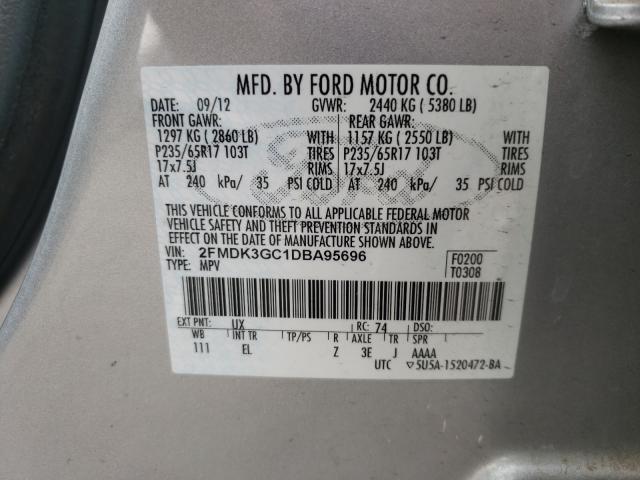 MFD. BY FORD MOTOR CO.
DATE: 09/12 GVWR: 2440 KG ( 5380 LB)
FRONT GAWR: REAR GAWR:
1297 KG ( 2860 LB) WITH 1157 KG ( 2550 LB) WITH
P235/65R17 103T TIRES P235/65R17 103T TIRES
17x7.5J RIMS 17x7.5J RIMS
AT 240 kPa/ 35 PSI COLD AT 240 kPa/ 35 PSI COLD
THIS VEHICLE CONFORMS TO ALL APPLICABLE FEDERAL MOTOR
VEHICLE SAFETY AND THEFT PREVENTION STANDARDS IN
EFFECT ON THE DATE OF MANUFACTURE SHOWN ABOVE.
VIN: 2FMDK3GC1DBA95696 F0200
TYPE: MPV T0308
EXT PNT: UX RC: 74 DSO:
WB INT TR TP/PS R AXLE TR SPR
111 EL Z 3E J AAAA
UTC ▽5U5A-1520472-BA